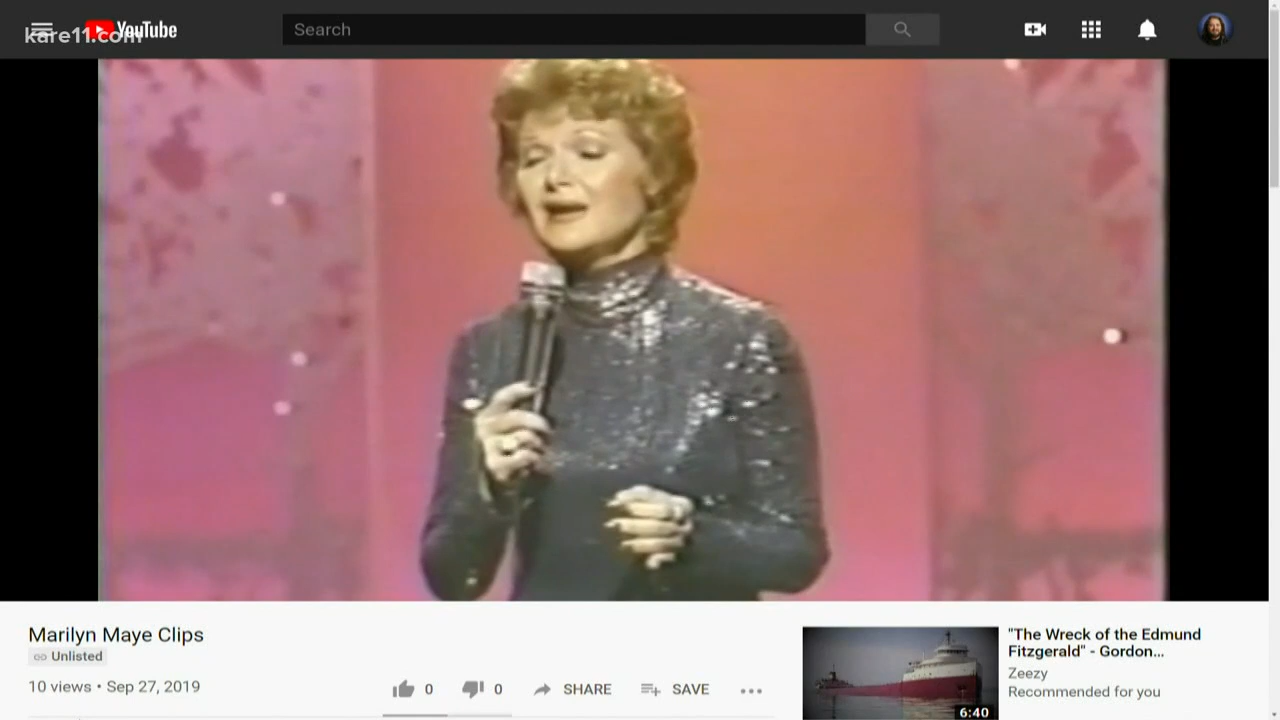 kare11.com
YouTube
Search
Marilyn Maye Clips
Unlisted
10 views • Sep 27, 2019
0
0
SHARE
SAVE
"The Wreck of the Edmund
Fitzgerald" - Gordon...
Zeezy
Recommended for you
6:40